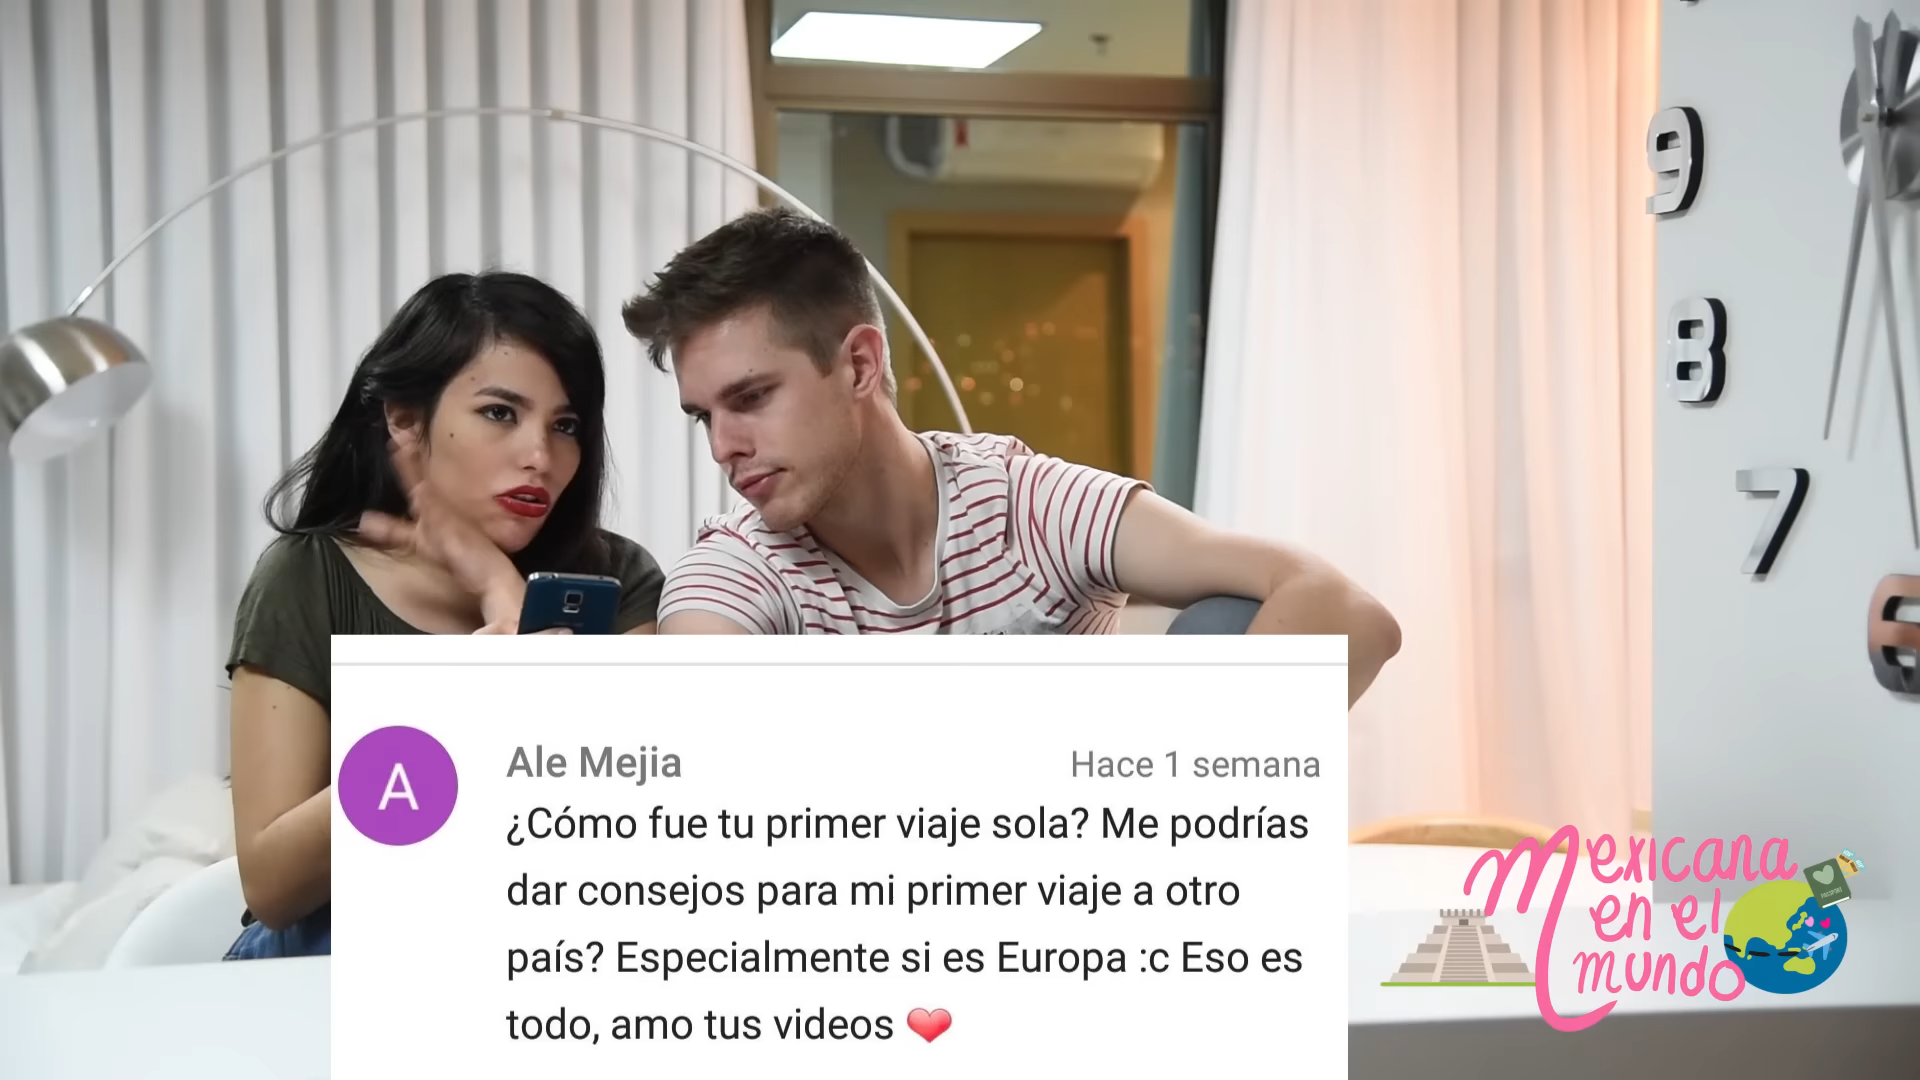 9
8
7
6
A
Ale Mejia
Hace 1 semana
¿Cómo fue tu primer viaje sola? Me podrías
dar consejos para mi primer viaje a otro
país? Especialmente si es Europa :c Eso es
todo, amo tus videos ❤
Mexicana
en el
mundo
PASSPORT